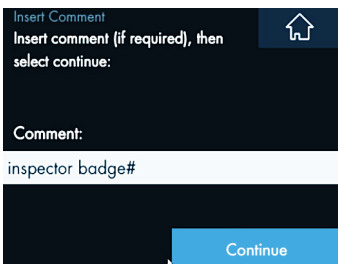 Insert Comment
Insert comment (if required), then
select continue:
Comment:
inspector badge#
Continue